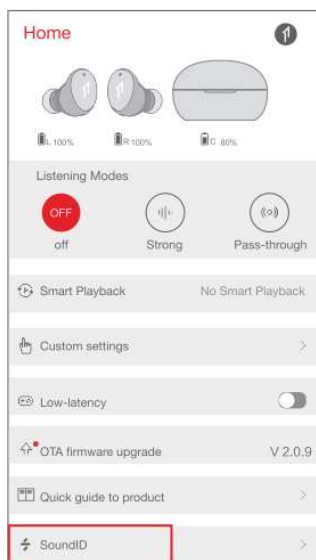 Home
L 100% R 100% C 80%
Listening Modes
OFF
off Strong Pass-through
Smart Playback No Smart Playback
Custom settings
Low-latency
OTA firmware upgrade V 2.0.9
Quick guide to product
SoundID